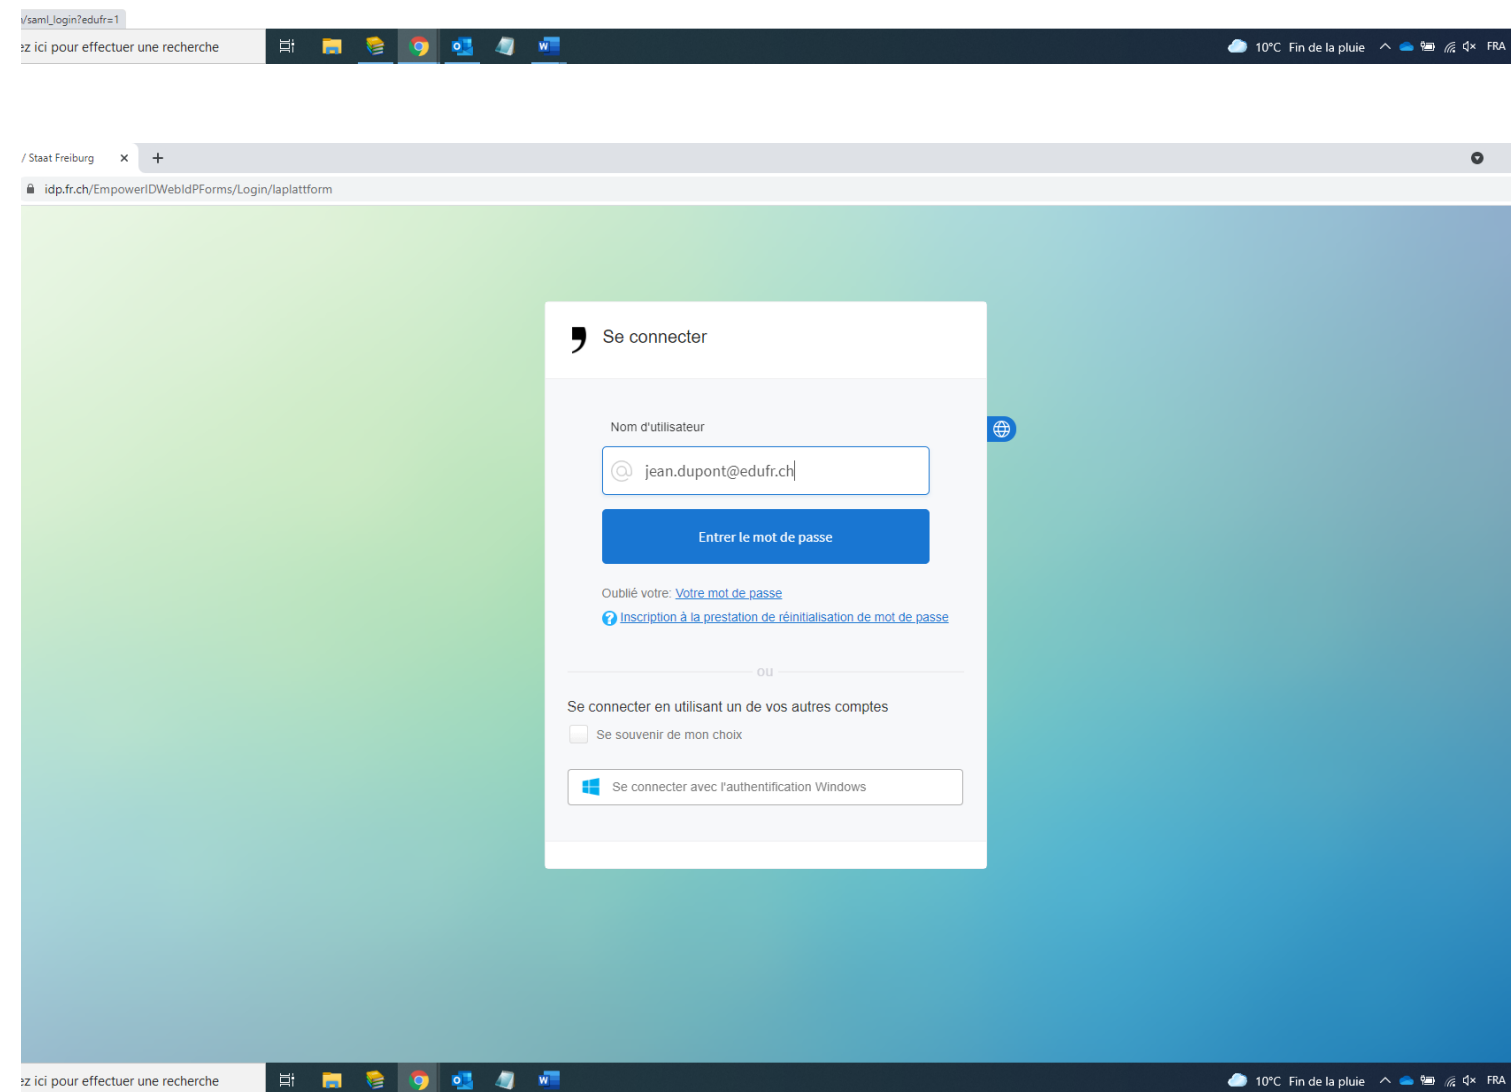 /saml_login?edufr=1
ez ici pour effectuer une recherche
10°C Fin de la pluie
FRA
/ Staat Freiburg
idp.fr.ch/EmpowerIDWebIdPForms/Login/laplattform
Se connecter
Nom d'utilisateur
jean.dupont@edufr.ch
Entrer le mot de passe
Oublié votre: Votre mot de passe
Inscription à la prestation de réinitialisation de mot de passe
ou
Se connecter en utilisant un de vos autres comptes
Se souvenir de mon choix
Se connecter avec l'authentification Windows
ez ici pour effectuer une recherche
10°C Fin de la pluie
FRA